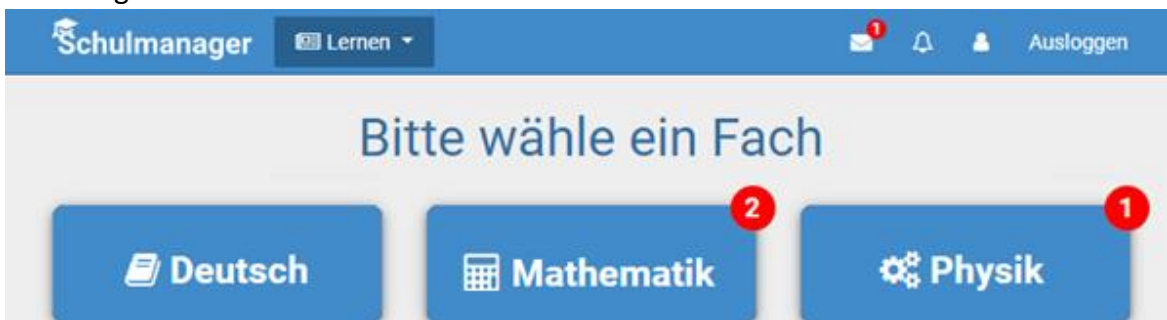 Schulmanager Lernen 1 Ausloggen
Bitte wähle ein Fach
Deutsch Mathematik 2 Physik 1